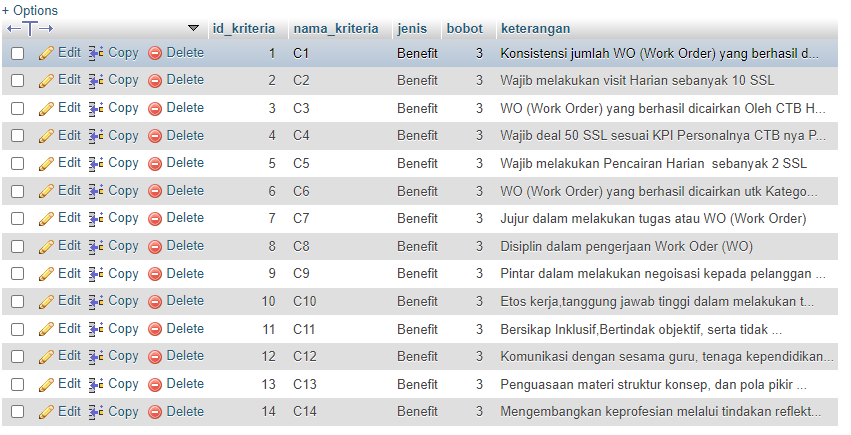 + Options
id_kriteria nama_kriteria jenis bobot keterangan
Edit Copy Delete 1 C1 Benefit 3 Konsistensi jumlah WO (Work Order) yang berhasil d...
Edit Copy Delete 2 C2 Benefit 3 Wajib melakukan visit Harian sebanyak 10 SSL
Edit Copy Delete 3 C3 Benefit 3 WO (Work Order) yang berhasil dicairkan Oleh CTB H...
Edit Copy Delete 4 C4 Benefit 3 Wajib deal 50 SSL sesuai KPI Personalnya CTB nya P...
Edit Copy Delete 5 C5 Benefit 3 Wajib melakukan Pencairan Harian  sebanyak 2 SSL
Edit Copy Delete 6 C6 Benefit 3 WO (Work Order) yang berhasil dicairkan utk Katego...
Edit Copy Delete 7 C7 Benefit 3 Jujur dalam melakukan tugas atau WO (Work Order)
Edit Copy Delete 8 C8 Benefit 3 Disiplin dalam pengerjaan Work Oder (WO)
Edit Copy Delete 9 C9 Benefit 3 Pintar dalam melakukan negoisasi kepada pelanggan ...
Edit Copy Delete 10 C10 Benefit 3 Etos kerja,tanggung jawab tinggi dalam melakukan t...
Edit Copy Delete 11 C11 Benefit 3 Bersikap Inklusif,Bertindak objektif, serta tidak ...
Edit Copy Delete 12 C12 Benefit 3 Komunikasi dengan sesama guru, tenaga kependidikan...
Edit Copy Delete 13 C13 Benefit 3 Penguasaan materi struktur konsep, dan pola pikir ...
Edit Copy Delete 14 C14 Benefit 3 Mengembangkan keprofesian melalui tindakan reflekt...